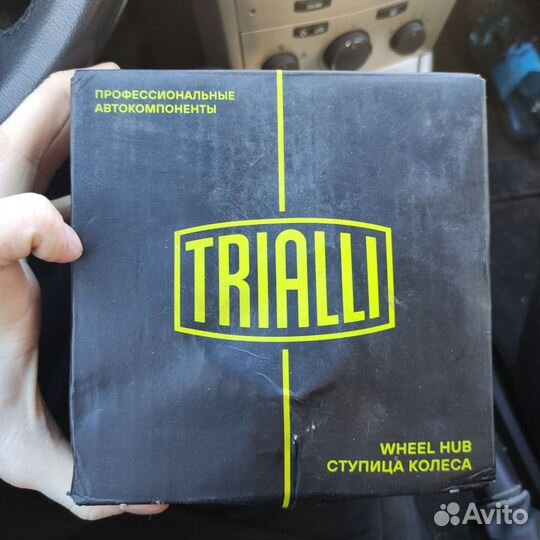 ПРОФЕССИОНАЛЬНЫЕ
АВТОКОМПОНЕНТЫ
TRIALLI
WHEEL HUB
СТУПИЦА КОЛЕСА
Avito